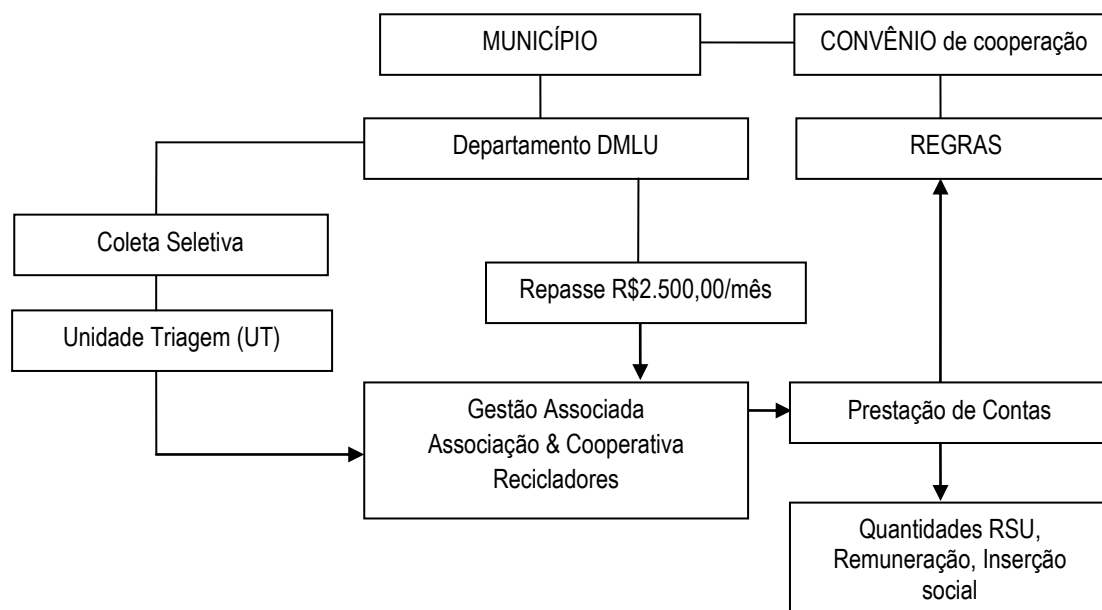 MUNICÍPIO
CONVÊNIO de cooperação
Departamento DMLU
REGRAS
Coleta Seletiva
Repasse R$2.500,00/mês
Unidade Triagem (UT)
Gestão Associada
Associação & Cooperativa
Recicladores
Prestação de Contas
Quantidades RSU,
Remuneração, Inserção
social